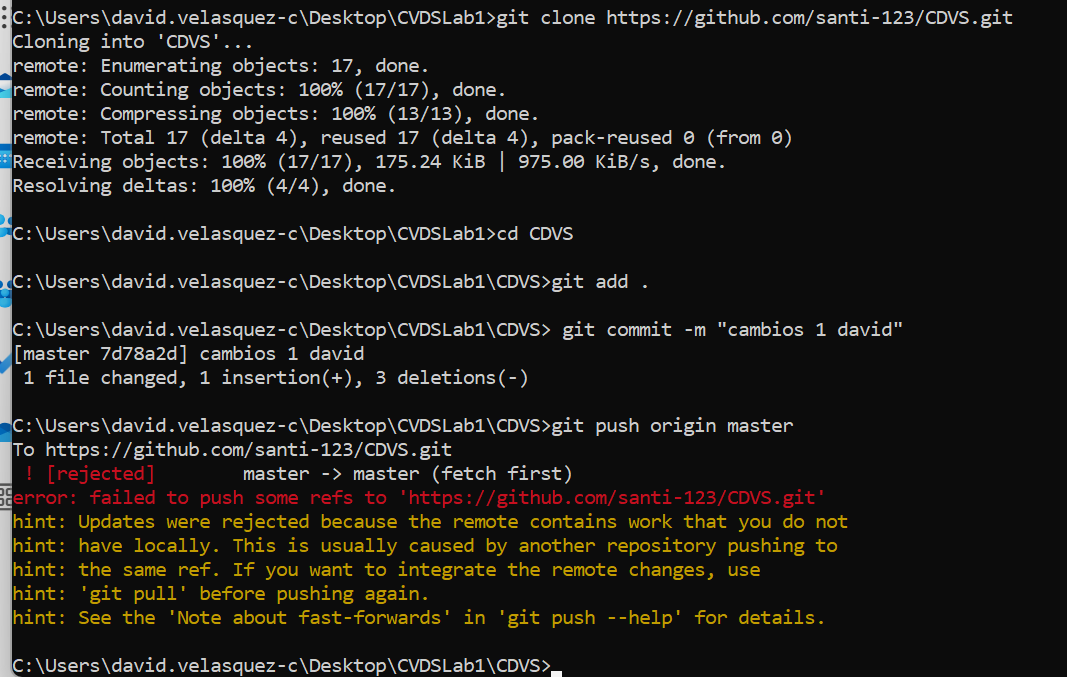 C:\Users\david.velasquez-c\Desktop\CVDSLab1>git clone https://github.com/santi-123/CDVS.git
Cloning into 'CDVS'...
remote: Enumerating objects: 17, done.
remote: Counting objects: 100% (17/17), done.
remote: Compressing objects: 100% (13/13), done.
remote: Total 17 (delta 4), reused 17 (delta 4), pack-reused 0 (from 0)
Receiving objects: 100% (17/17), 175.24 KiB | 975.00 KiB/s, done.
Resolving deltas: 100% (4/4), done.
C:\Users\david.velasquez-c\Desktop\CVDSLab1>cd CDVS
C:\Users\david.velasquez-c\Desktop\CVDSLab1\CDVS>git add .
C:\Users\david.velasquez-c\Desktop\CVDSLab1\CDVS> git commit -m "cambios 1 david"
[master 7d78a2d] cambios 1 david
 1 file changed, 1 insertion(+), 3 deletions(-)
C:\Users\david.velasquez-c\Desktop\CVDSLab1\CDVS>git push origin master
To https://github.com/santi-123/CDVS.git
 ! [rejected]        master -> master (fetch first)
error: failed to push some refs to 'https://github.com/santi-123/CDVS.git'
hint: Updates were rejected because the remote contains work that you do not
hint: have locally. This is usually caused by another repository pushing to
hint: the same ref. If you want to integrate the remote changes, use
hint: 'git pull' before pushing again.
hint: See the 'Note about fast-forwards' in 'git push --help' for details.
C:\Users\david.velasquez-c\Desktop\CVDSLab1\CDVS>